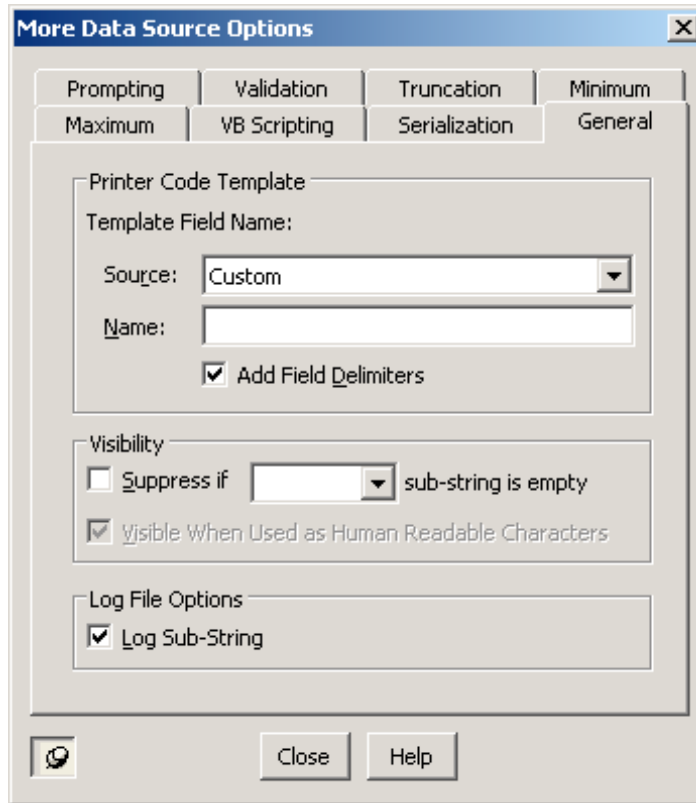 More Data Source Options
Prompting Validation Truncation Minimum
Maximum VB Scripting Serialization General
Printer Code Template
Template Field Name:
Source: Custom
Name:
Add Field Delimiters
Visibility
Suppress if sub-string is empty
Visible When Used as Human Readable Characters
Log File Options
Log Sub-String
Close Help